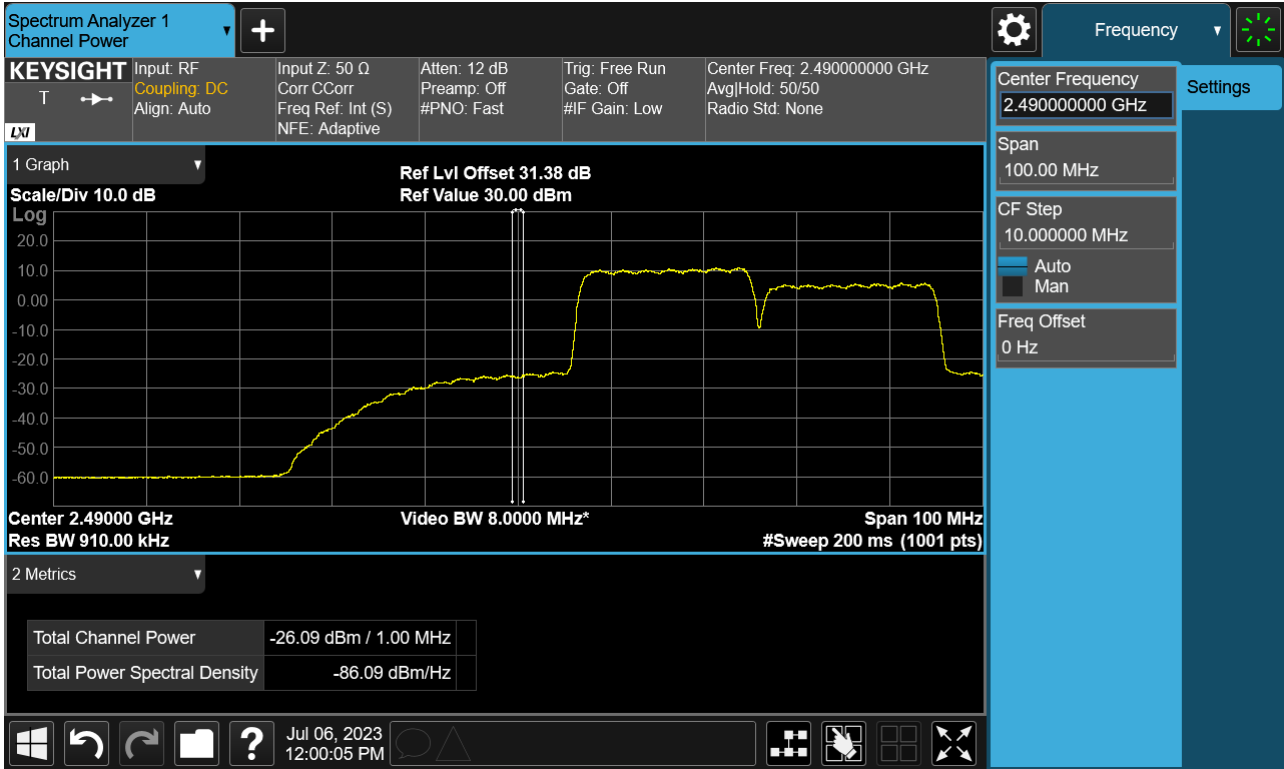 Spectrum Analyzer 1
Channel Power
Frequency
KEYSIGHT
T
LXI
Input: RF
Coupling: DC
Align: Auto
Input Z: 50 Ω
Corr CCorr
Freq Ref: Int (S)
NFE: Adaptive
Atten: 12 dB
Preamp: Off
#PNO: Fast
Trig: Free Run
Gate: Off
#IF Gain: Low
Center Freq: 2.490000000 GHz
Avg|Hold: 50/50
Radio Std: None
Center Frequency
2.490000000 GHz
Settings
Span
100.00 MHz
CF Step
10.000000 MHz
Auto
Man
Freq Offset
0 Hz
1 Graph
Scale/Div 10.0 dB
Ref Lvl Offset 31.38 dB
Ref Value 30.00 dBm
Log
20.0
10.0
0.00
-10.0
-20.0
-30.0
-40.0
-50.0
-60.0
Center 2.49000 GHz
Video BW 8.0000 MHz*
Span 100 MHz
Res BW 910.00 kHz
#Sweep 200 ms (1001 pts)
2 Metrics
Total Channel Power -26.09 dBm / 1.00 MHz
Total Power Spectral Density -86.09 dBm/Hz
?
Jul 06, 2023
12:00:05 PM